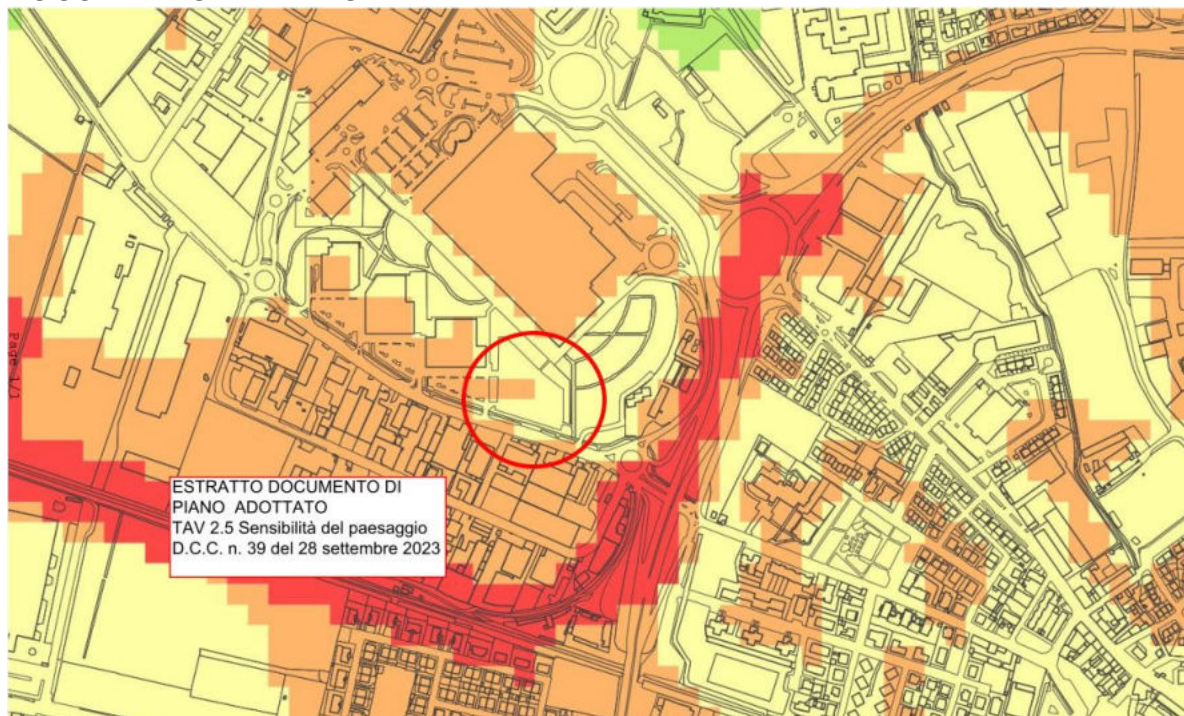 ESTRATTO DOCUMENTO DI
PIANO ADOTTATO
TAV 2.5 Sensibilità del paesaggio
D.C.C. n. 39 del 28 settembre 2023